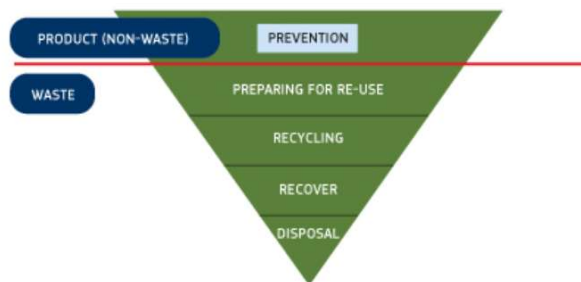 PRODUCT (NON-WASTE)
PREVENTION
WASTE
PREPARING FOR RE-USE
RECYCLING
RECOVER
DISPOSAL